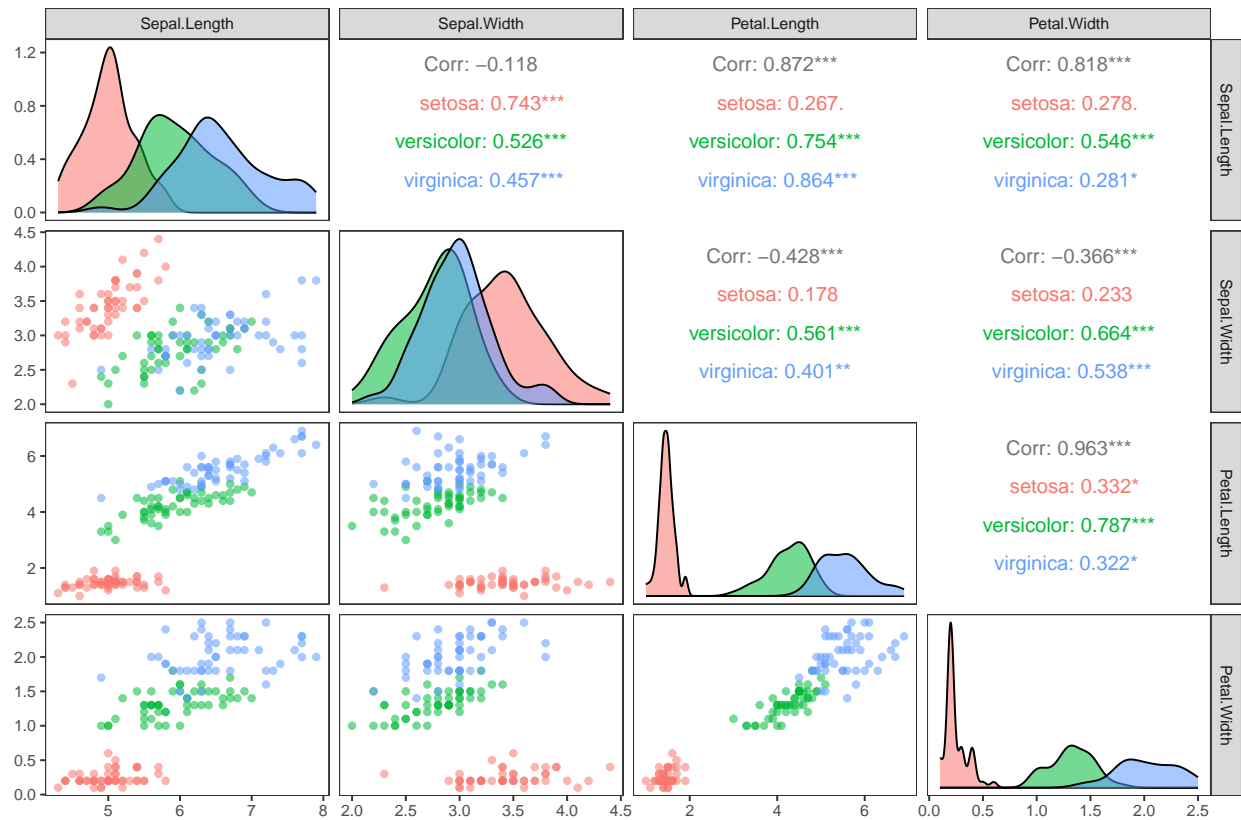 Sepal.Length Sepal.Width Petal.Length Petal.Width
1.2
0.8
0.4
0.0
Corr: −0.118
setosa: 0.743***
versicolor: 0.526***
virginica: 0.457***
Corr: 0.872***
setosa: 0.267.
versicolor: 0.754***
virginica: 0.864***
Corr: 0.818***
setosa: 0.278.
versicolor: 0.546***
virginica: 0.281*
Sepal.Length
4.5
4.0
3.5
3.0
2.5
2.0
Corr: −0.428***
setosa: 0.178
versicolor: 0.561***
virginica: 0.401**
Corr: −0.366***
setosa: 0.233
versicolor: 0.664***
virginica: 0.538***
Sepal.Width
6
4
2
Corr: 0.963***
setosa: 0.332*
versicolor: 0.787***
virginica: 0.322*
Petal.Length
2.5
2.0
1.5
1.0
0.5
0.0
Petal.Width
5 6 7 8 2.0 2.5 3.0 3.5 4.0 4.5 2 4 6 0.0 0.5 1.0 1.5 2.0 2.5